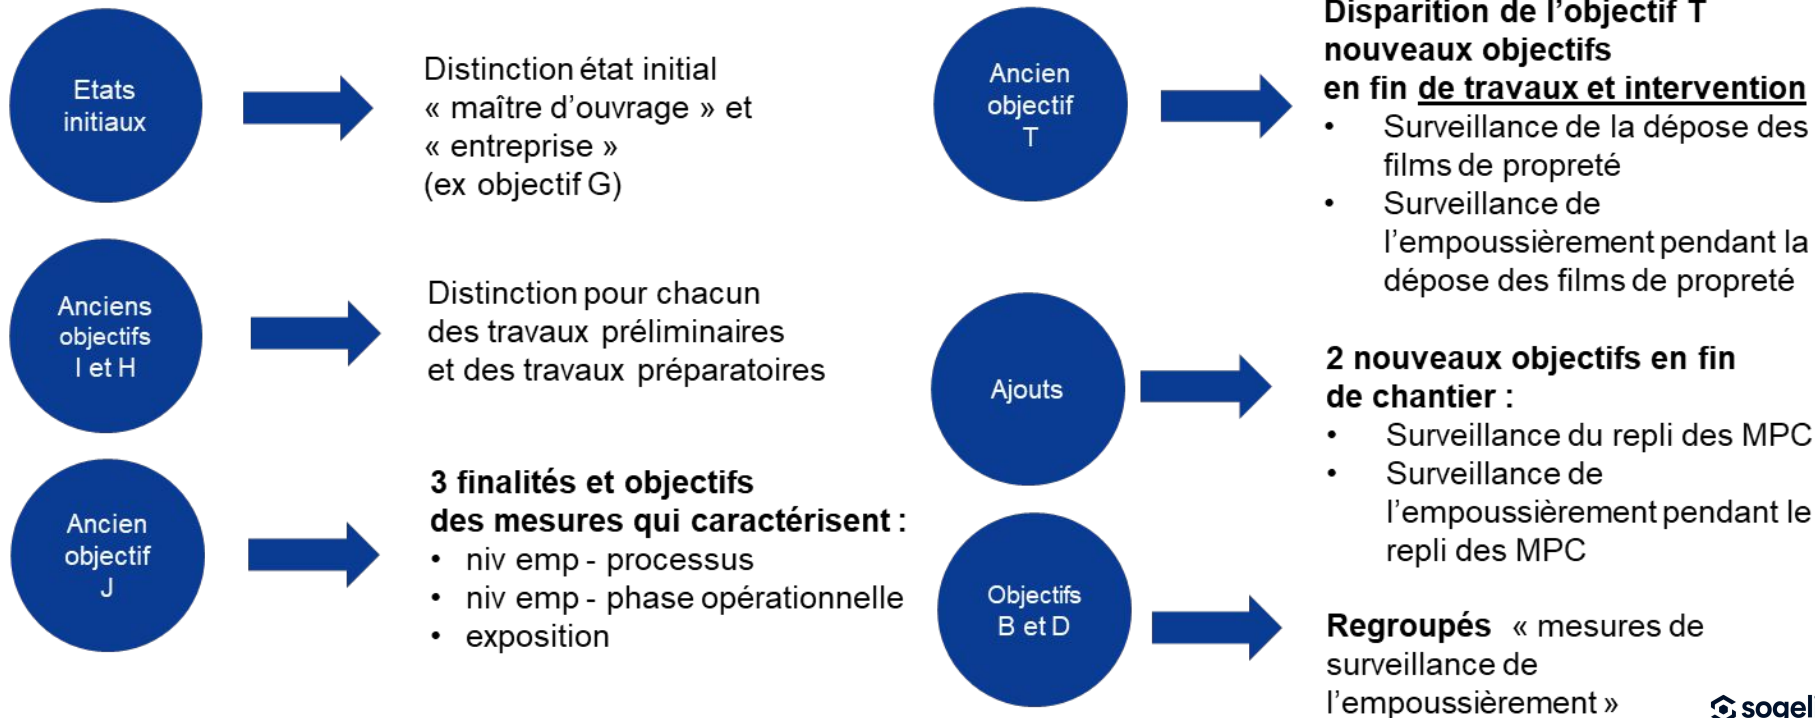 Etats
initiaux
Distinction état initial
« maître d’ouvrage » et
« entreprise »
(ex objectif G)
Anciens
objectifs
I et H
Distinction pour chacun
des travaux préliminaires
et des travaux préparatoires
Ancien
objectif
J
3 finalités et objectifs
des mesures qui caractérisent :
• niv emp - processus
• niv emp - phase opérationnelle
• exposition
Ancien
objectif
T
Disparition de l’objectif T
nouveaux objectifs
en fin de travaux et intervention
• Surveillance de la dépose des
films de propreté
• Surveillance de
l’empoussièrement pendant la
dépose des films de propreté
Ajouts
2 nouveaux objectifs en fin
de chantier :
• Surveillance du repli des MPC
• Surveillance de
l’empoussièrement pendant le
repli des MPC
Objectifs
B et D
Regroupés « mesures de
surveillance de
l’empoussièrement »